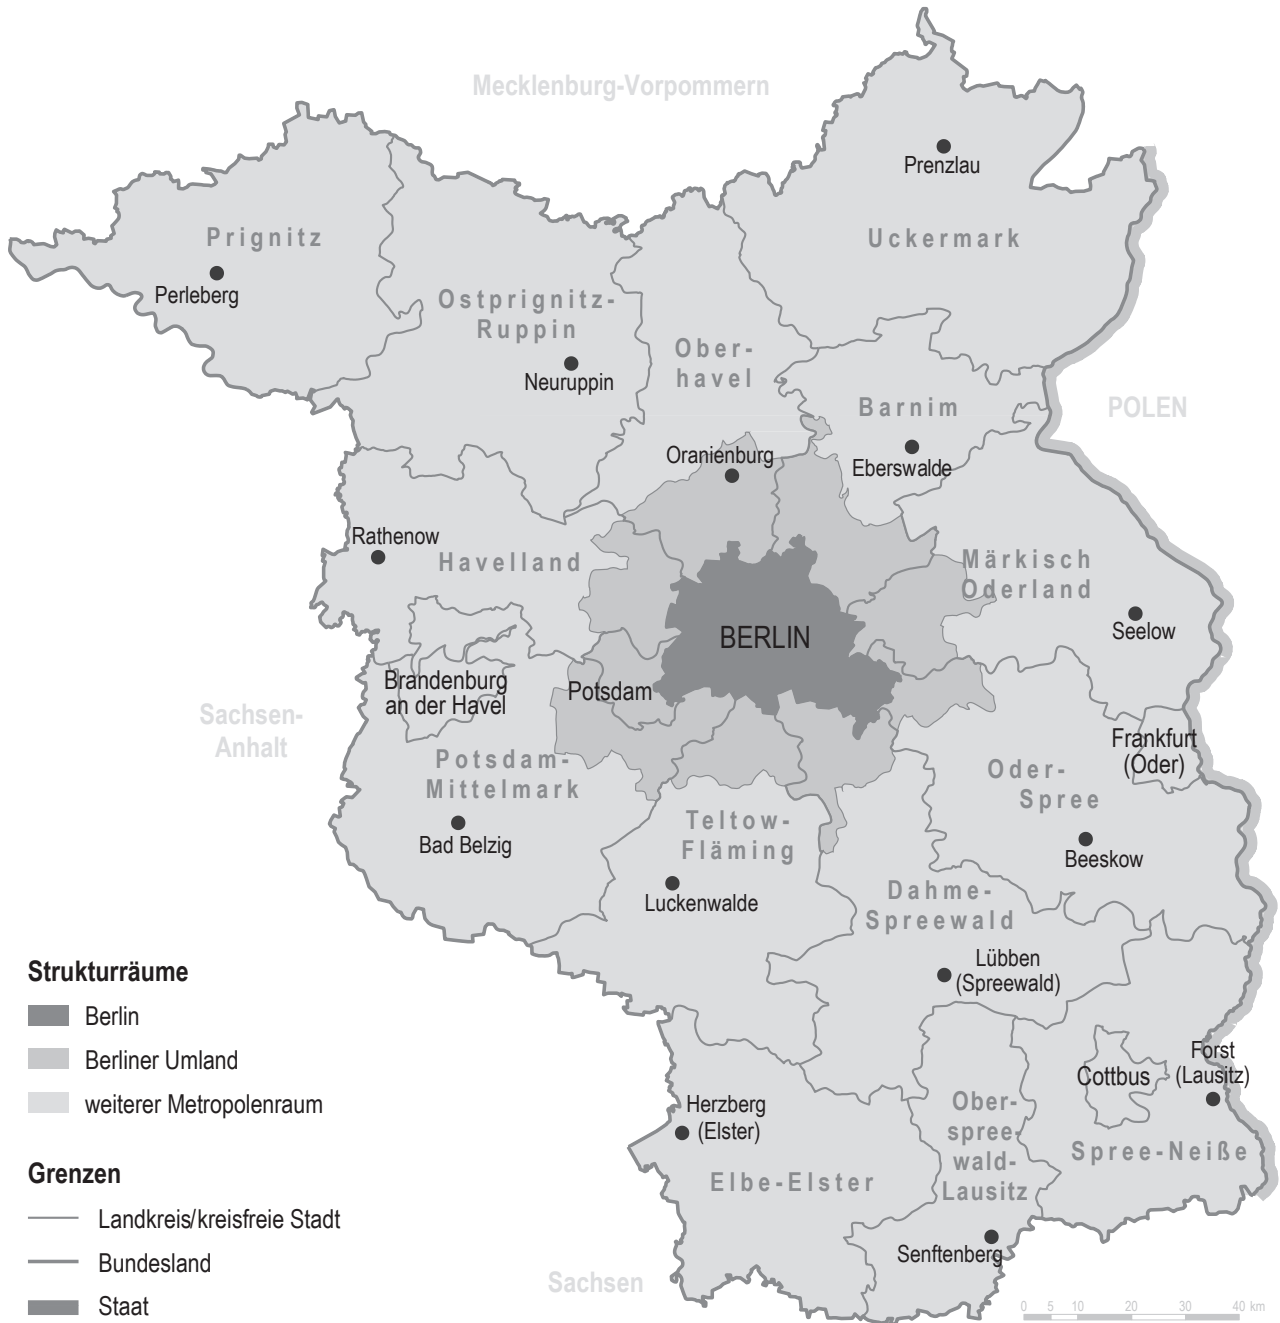 Mecklenburg-Vorpommern
Prenzlau
Uckermark
Prignitz
Perleberg
Ostprignitz-
Ruppin
Neuruppin
Ober-
havel
Barnim
POLEN
Oranienburg
Eberswalde
Rathenow
Havelland
Märkisch
Oderland
Seelow
BERLIN
Brandenburg
an der Havel
Potsdam
Sachsen-
Anhalt
Frankfurt
(Oder)
Potsdam-
Mittelmark
Oder-
Spree
Bad Belzig
Teltow-
Fläming
Beeskow
Luckenwalde
Dahme-
Spreewald
Lübben
(Spreewald)
Strukturräume
Berlin
Berliner Umland
weiterer Metropolenraum
Forst
(Lausitz)
Cottbus
Herzberg
(Elster)
Ober-
spree-
wald-
Lausitz
Spree-Neiße
Elbe-Elster
Grenzen
Landkreis/kreisfreie Stadt
Bundesland
Staat
Senftenberg
Sachsen
0 5 10 20 30 40 km